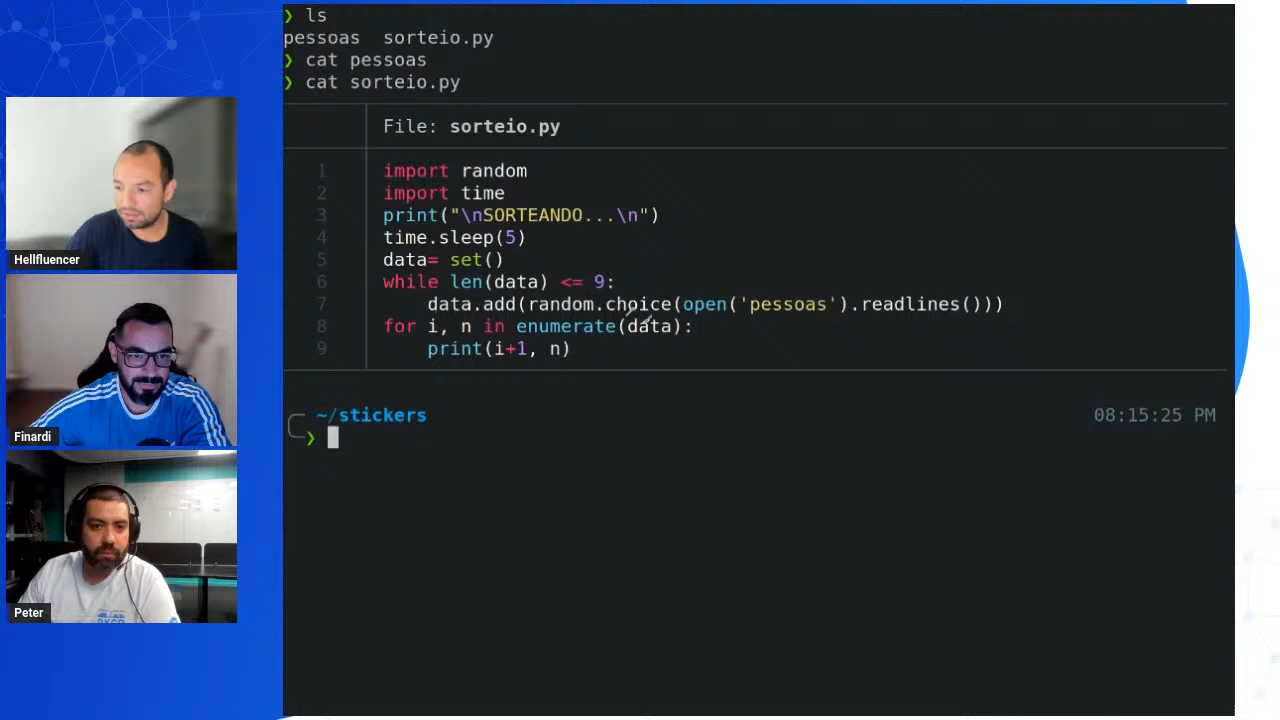 ❯ ls
pessoas  sorteio.py
❯ cat pessoas
❯ cat sorteio.py
File: sorteio.py
1 import random
2 import time
3 print("\nSORTEANDO...\n")
4 time.sleep(5)
5 data= set()
6 while len(data) <= 9:
7     data.add(random.choice(open('pessoas').readlines()))
8 for i, n in enumerate(data):
9     print(i+1, n)
~/stickers 08:15:25 PM
❯
Hellfluencer
Finardi
Peter